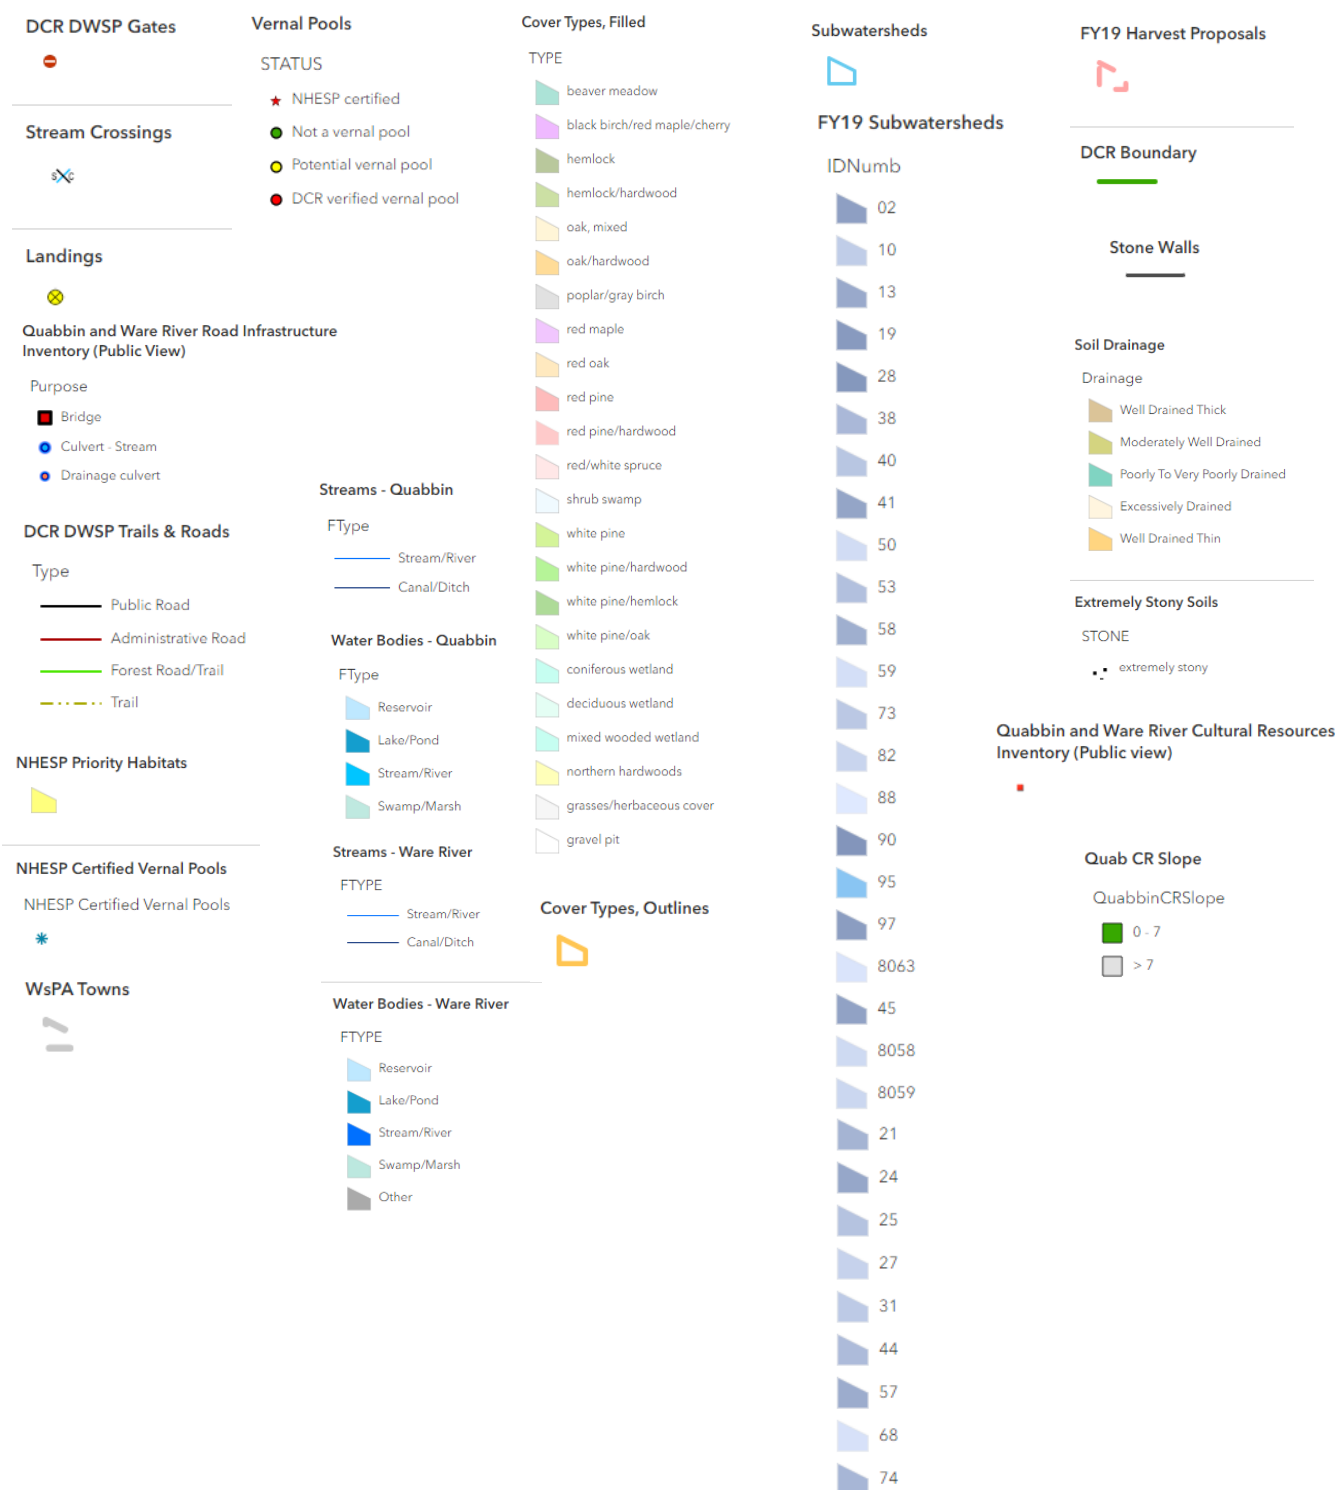 DCR DWSP Gates
Stream Crossings
SXC
Landings
Quabbin and Ware River Road Infrastructure
Inventory (Public View)
Purpose
Bridge
Culvert - Stream
Drainage culvert
DCR DWSP Trails & Roads
Type
Public Road
Administrative Road
Forest Road/Trail
Trail
NHESP Priority Habitats
NHESP Certified Vernal Pools
NHESP Certified Vernal Pools
WsPA Towns
Vernal Pools
STATUS
NHESP certified
Not a vernal pool
Potential vernal pool
DCR verified vernal pool
Streams - Quabbin
FType
Stream/River
Canal/Ditch
Water Bodies - Quabbin
FType
Reservoir
Lake/Pond
Stream/River
Swamp/Marsh
Streams - Ware River
FTYPE
Stream/River
Canal/Ditch
Water Bodies - Ware River
FTYPE
Reservoir
Lake/Pond
Stream/River
Swamp/Marsh
Other
Cover Types, Filled
TYPE
beaver meadow
black birch/red maple/cherry
hemlock
hemlock/hardwood
oak, mixed
oak/hardwood
poplar/gray birch
red maple
red oak
red pine
red pine/hardwood
red/white spruce
shrub swamp
white pine
white pine/hardwood
white pine/hemlock
white pine/oak
coniferous wetland
deciduous wetland
mixed wooded wetland
northern hardwoods
grasses/herbaceous cover
gravel pit
Cover Types, Outlines
Subwatersheds
FY19 Subwatersheds
IDNumb
02
10
13
19
28
38
40
41
50
53
58
59
73
82
88
90
95
97
8063
45
8058
8059
21
24
25
27
31
44
57
68
74
FY19 Harvest Proposals
DCR Boundary
Stone Walls
Soil Drainage
Drainage
Well Drained Thick
Moderately Well Drained
Poorly To Very Poorly Drained
Excessively Drained
Well Drained Thin
Extremely Stony Soils
STONE
extremely stony
Quabbin and Ware River Cultural Resources
Inventory (Public view)
Quab CR Slope
QuabbinCRSlope
0 - 7
> 7